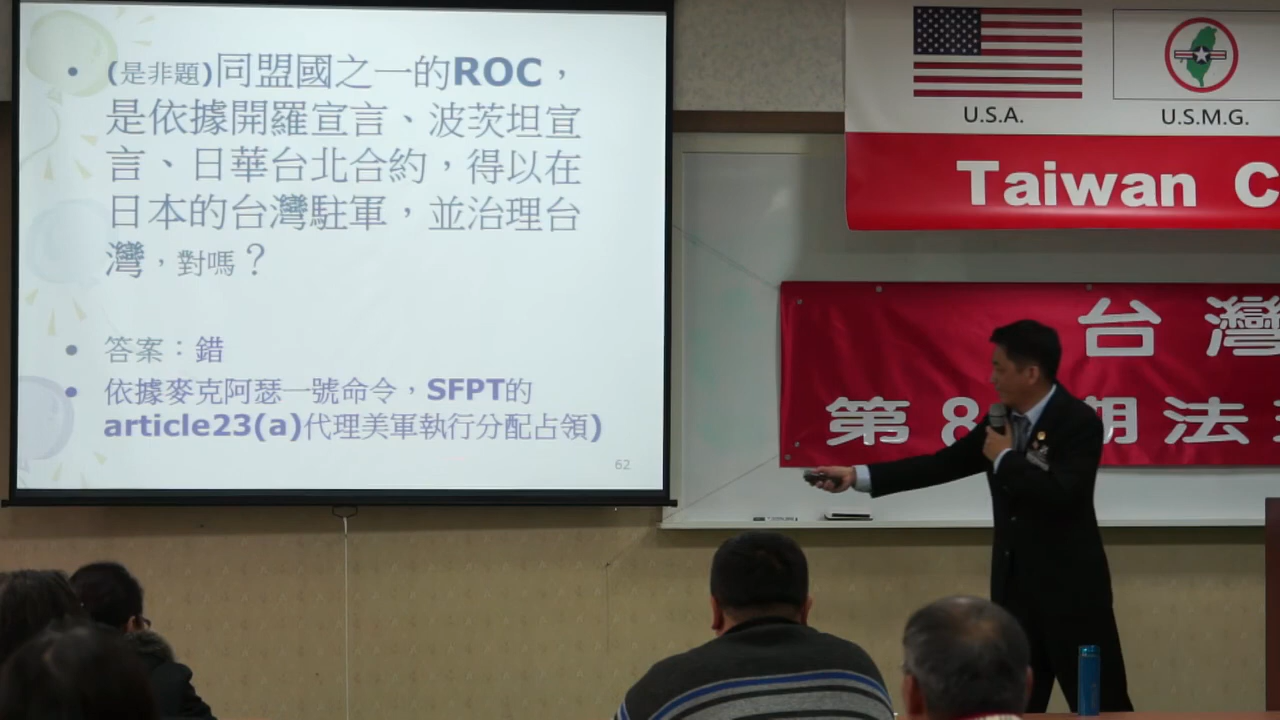 (是非題)同盟國之一的ROC，
是依據開羅宣言、波茨坦宣
言、日華台北合約，得以在
日本的台灣駐軍，並治理台
灣，對嗎？
答案：錯
依據麥克阿瑟一號命令，SFPT的
article23(a)代理美軍執行分配占領)
62
U.S.A.
U.S.M.G.
Taiwan C
台灣
第8 期法